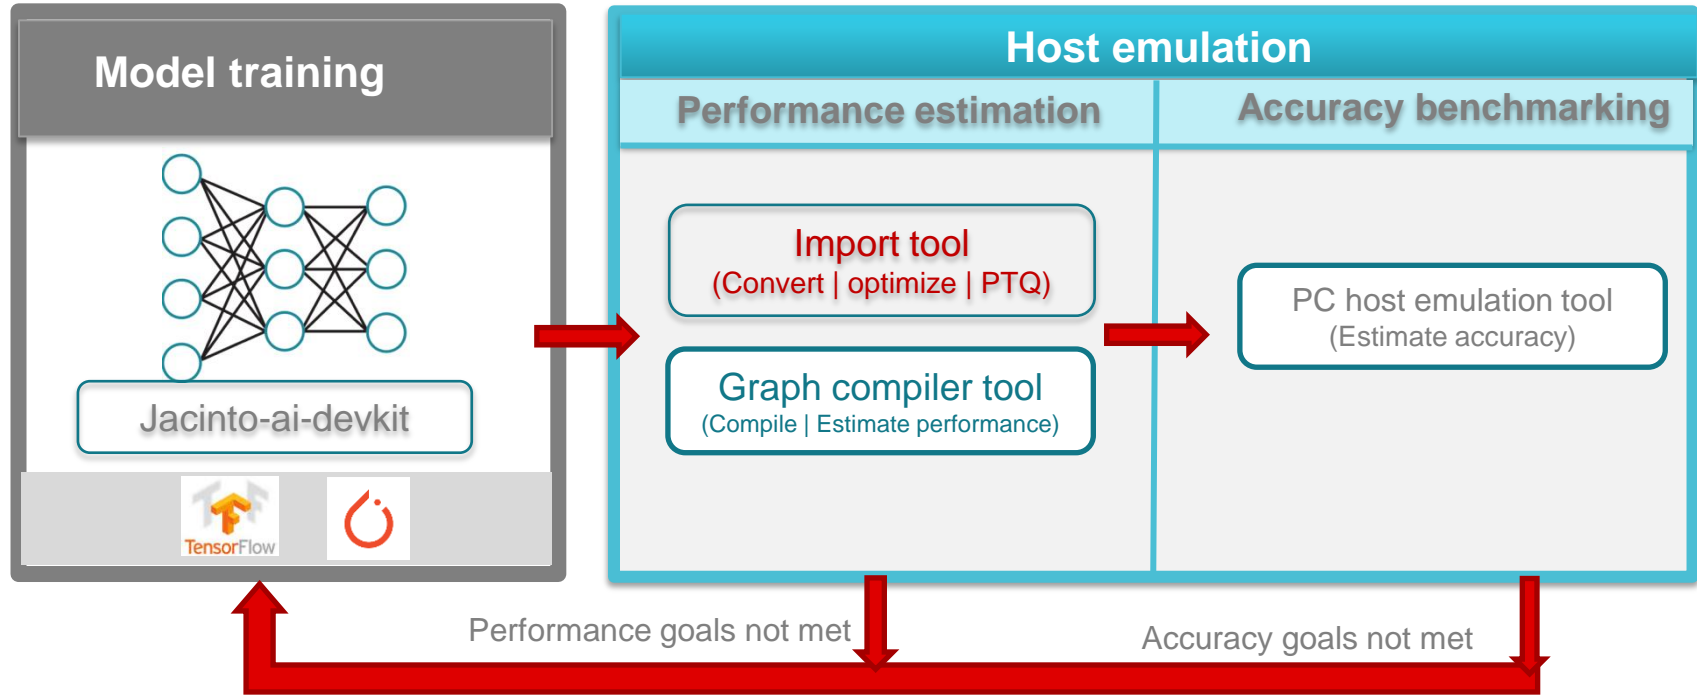 Model training
Jacinto-ai-devkit
TensorFlow
Host emulation
Performance estimation
Import tool
(Convert | optimize | PTQ)
Graph compiler tool
(Compile | Estimate performance)
Accuracy benchmarking
PC host emulation tool
(Estimate accuracy)
Performance goals not met
Accuracy goals not met